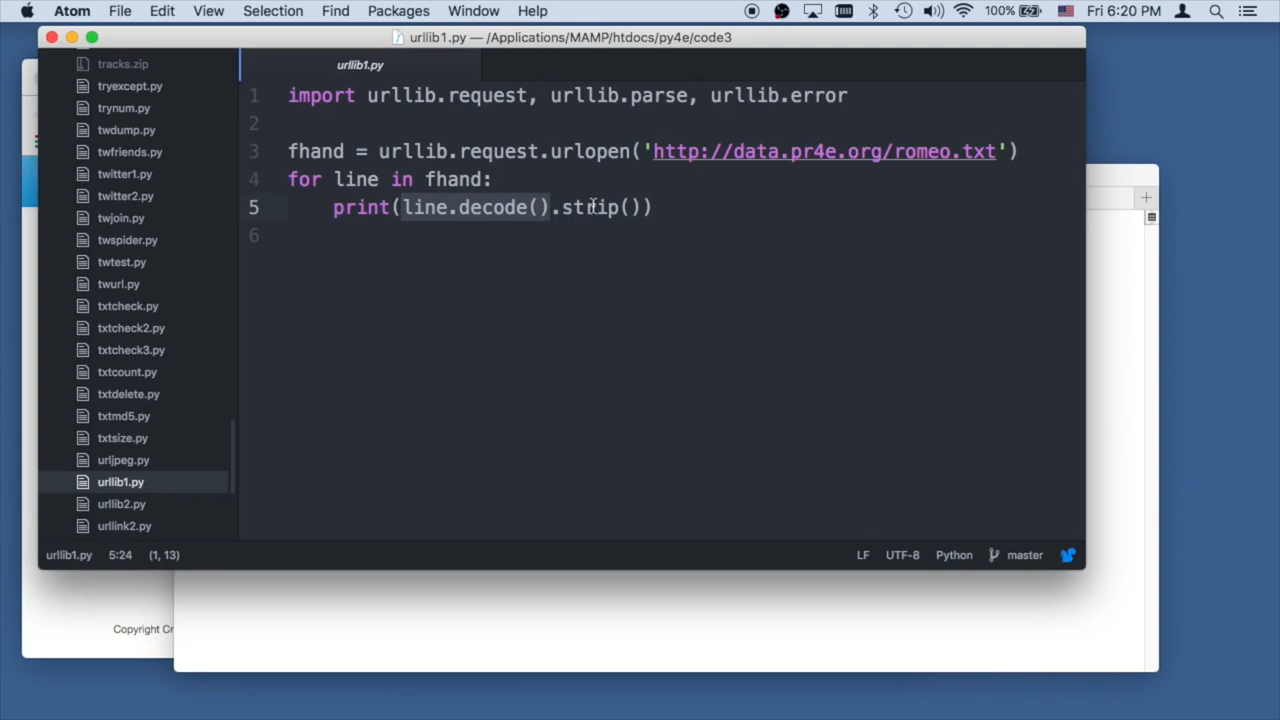 Atom File Edit View Selection Find Packages Window Help 100% Fri 6:20 PM
urllib1.py — /Applications/MAMP/htdocs/py4e/code3
tracks.zip
tryexcept.py
trynum.py
twdump.py
twfriends.py
twitter1.py
twitter2.py
twjoin.py
twspider.py
twtest.py
twurl.py
txtcheck.py
txtcheck2.py
txtcheck3.py
txtcount.py
txtdelete.py
txtmd5.py
txtsize.py
urljpeg.py
urllib1.py
urllib2.py
urllink2.py
urllib1.py
1 import urllib.request, urllib.parse, urllib.error
2
3 fhand = urllib.request.urlopen('http://data.pr4e.org/romeo.txt')
4 for line in fhand:
5     print(line.decode().strip())
6
urllib1.py 5:24 (1, 13) LF UTF-8 Python master
Copyright Cr